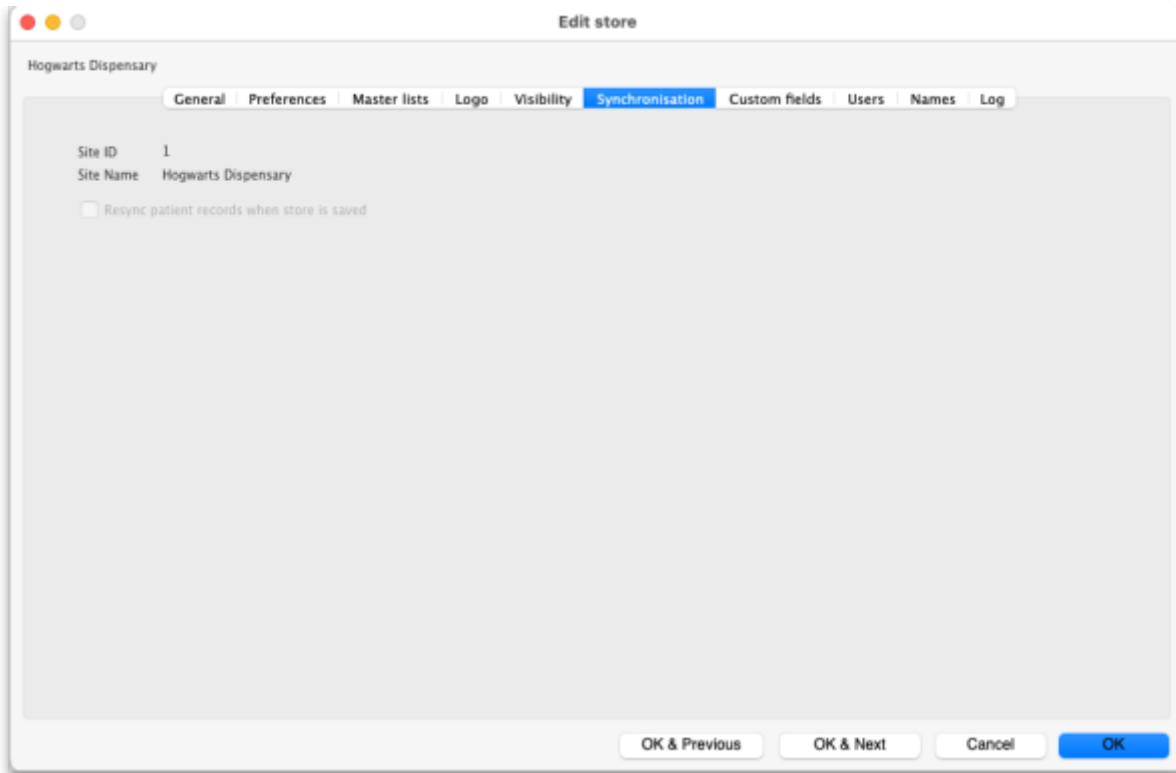 Edit store
Hogwarts Dispensary
General Preferences Master lists Logo Visibility Synchronisation Custom fields Users Names Log
Site ID 1
Site Name Hogwarts Dispensary
Resync patient records when store is saved
OK & Previous OK & Next Cancel OK